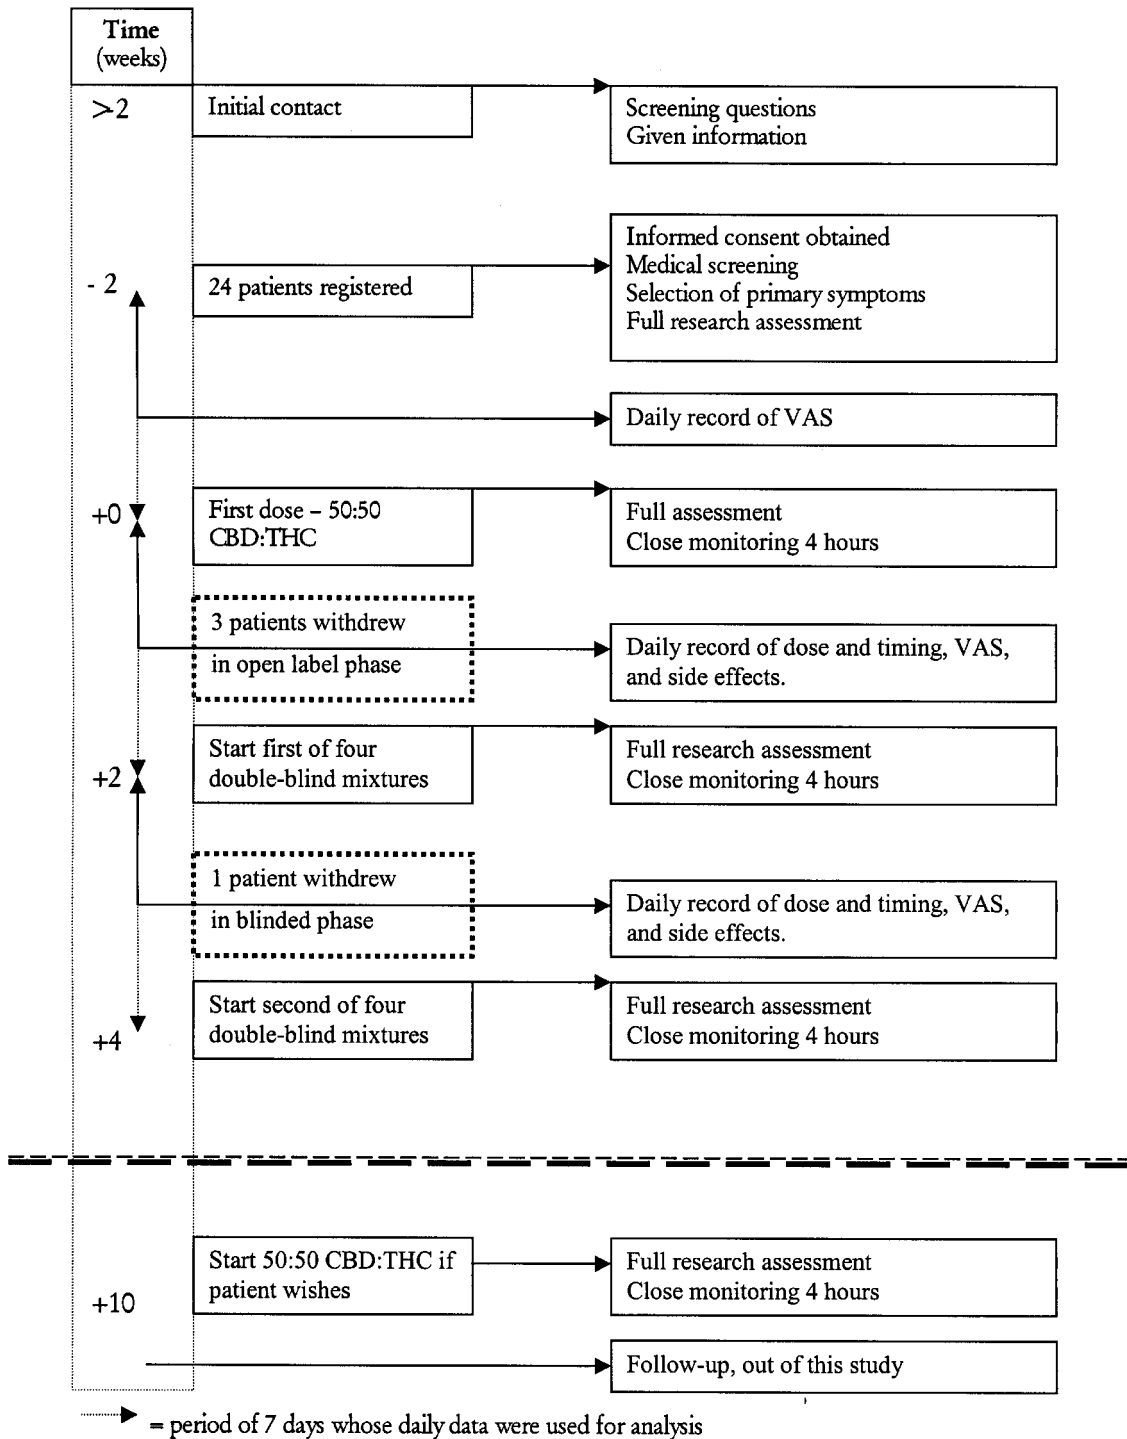 Time
(weeks)
>-2
Initial contact
Screening questions
Given information
- 2
24 patients registered
Informed consent obtained
Medical screening
Selection of primary symptoms
Full research assessment
Daily record of VAS
+0
First dose – 50:50
CBD:THC
Full assessment
Close monitoring 4 hours
3 patients withdrew
in open label phase
Daily record of dose and timing, VAS,
and side effects.
+2
Start first of four
double-blind mixtures
Full research assessment
Close monitoring 4 hours
1 patient withdrew
in blinded phase
Daily record of dose and timing, VAS,
and side effects.
+4
Start second of four
double-blind mixtures
Full research assessment
Close monitoring 4 hours
+10
Start 50:50 CBD:THC if
patient wishes
Full research assessment
Close monitoring 4 hours
Follow-up, out of this study
= period of 7 days whose daily data were used for analysis